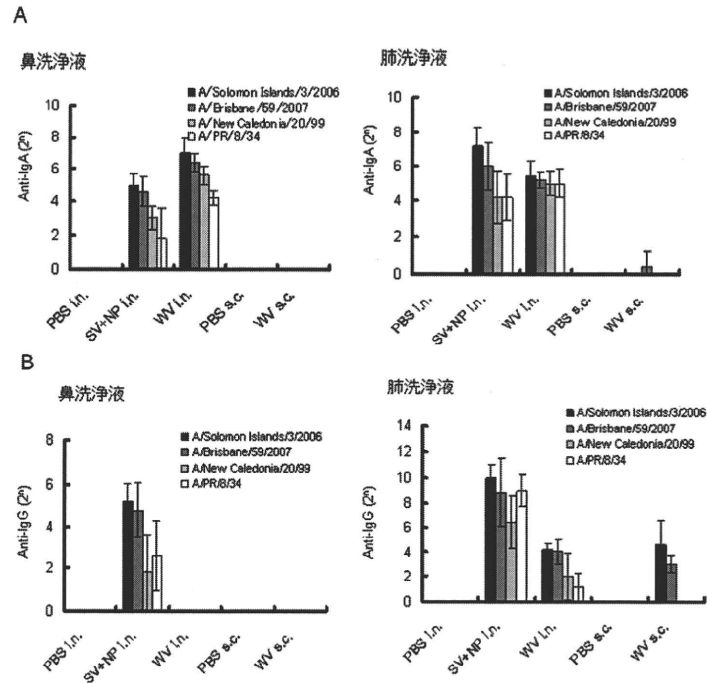 A
鼻洗浄液
■ A/Solomon Islands/3/2006
■ A/Brisbane/59/2007
□ A/New Caledonia/20/99
□ A/PR/8/34
Anti-IgA (2ⁿ)
10
8
6
4
2
0
PBS i.n.
SV+NP i.n.
WV i.n.
PBS s.c.
WV s.c.
肺洗浄液
■ A/Solomon Islands/3/2006
■ A/Brisbane/59/2007
□ A/New Caledonia/20/99
□ A/PR/8/34
Anti-IgA (2ⁿ)
10
8
6
4
2
0
PBS i.n.
SV+NP i.n.
WV i.n.
PBS s.c.
WV s.c.
B
鼻洗浄液
■ A/Solomon Islands/3/2006
■ A/Brisbane/59/2007
□ A/New Caledonia/20/99
□ A/PR/8/34
Anti-IgG (2ⁿ)
8
6
4
2
0
PBS i.n.
SV+NP i.n.
WV i.n.
PBS s.c.
WV s.c.
肺洗浄液
■ A/Solomon Islands/3/2006
■ A/Brisbane/59/2007
□ A/New Caledonia/20/99
□ A/PR/8/34
Anti-IgG (2ⁿ)
14
12
10
8
6
4
2
0
PBS i.n.
SV+NP i.n.
WV i.n.
PBS s.c.
WV s.c.